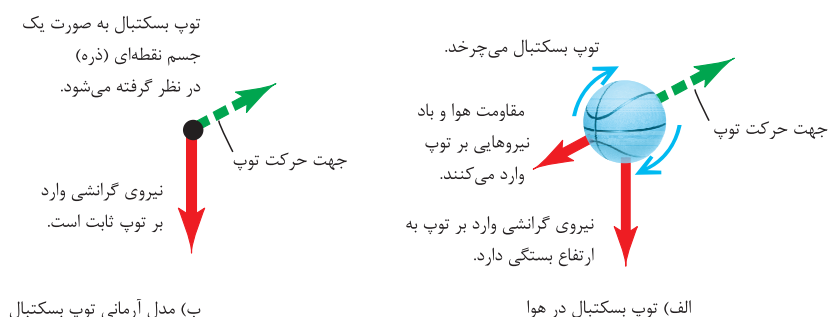 توپ بسکتبال می‌چرخد.
مقاومت هوا و باد
نیروهایی بر توپ
وارد می‌کنند.
جهت حرکت توپ
نیروی گرانشی وارد بر توپ به
ارتفاع بستگی دارد.
الف) توپ بسکتبال در هوا
توپ بسکتبال به صورت یک
جسم نقطه‌ای (ذره)
در نظر گرفته می‌شود.
جهت حرکت توپ
نیروی گرانشی وارد
بر توپ ثابت است.
ب) مدل آرمانی توپ بسکتبال